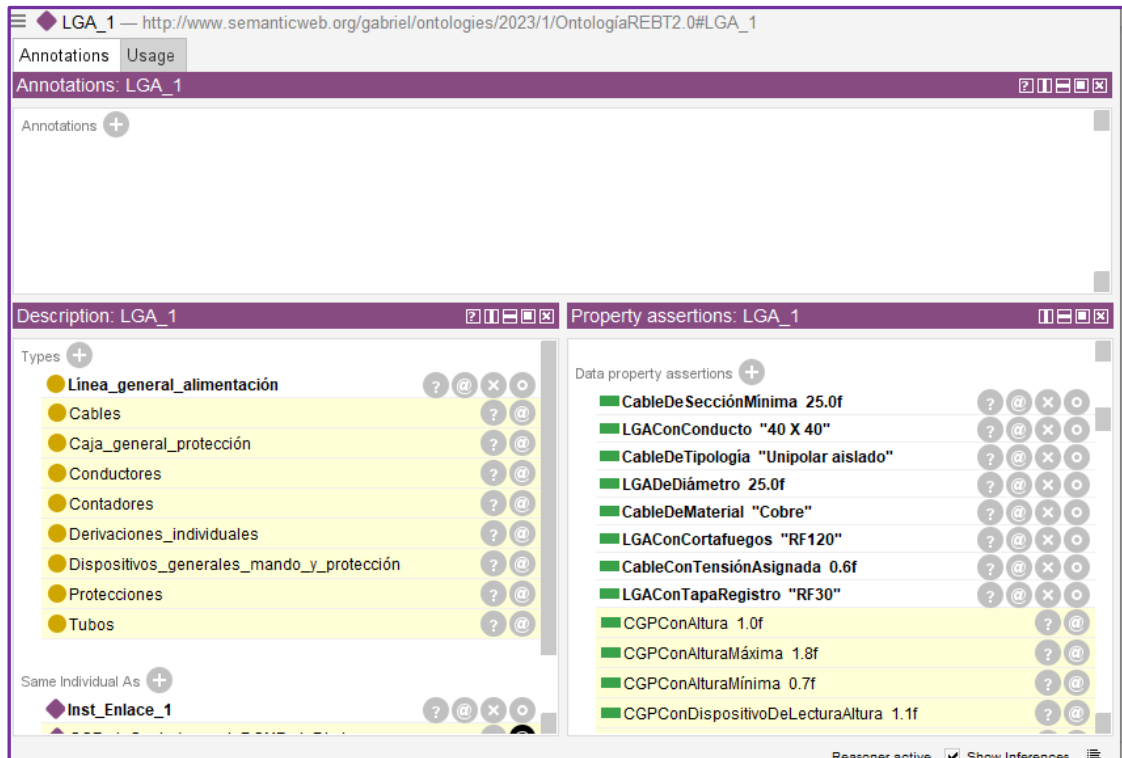 LGA_1 — http://www.semanticweb.org/gabriel/ontologies/2023/1/OntologíaREBT2.0#LGA_1
Annotations Usage
Annotations: LGA_1
Annotations
Description: LGA_1
Types
Línea_general_alimentación
Cables
Caja_general_protección
Conductores
Contadores
Derivaciones_individuales
Dispositivos_generales_mando_y_protección
Protecciones
Tubos
Same Individual As
Inst_Enlace_1
Property assertions: LGA_1
Data property assertions
CableDeSecciónMínima 25.0f
LGAConConducto "40 X 40"
CableDeTipología "Unipolar aislado"
LGADeDiámetro 25.0f
CableDeMaterial "Cobre"
LGAConCortafuegos "RF120"
CableConTensiónAsignada 0.6f
LGAConTapaRegistro "RF30"
CGPConAltura 1.0f
CGPConAlturaMáxima 1.8f
CGPConAlturaMínima 0.7f
CGPConDispositivoDeLecturaAltura 1.1f
Reasoner active Show Inferences